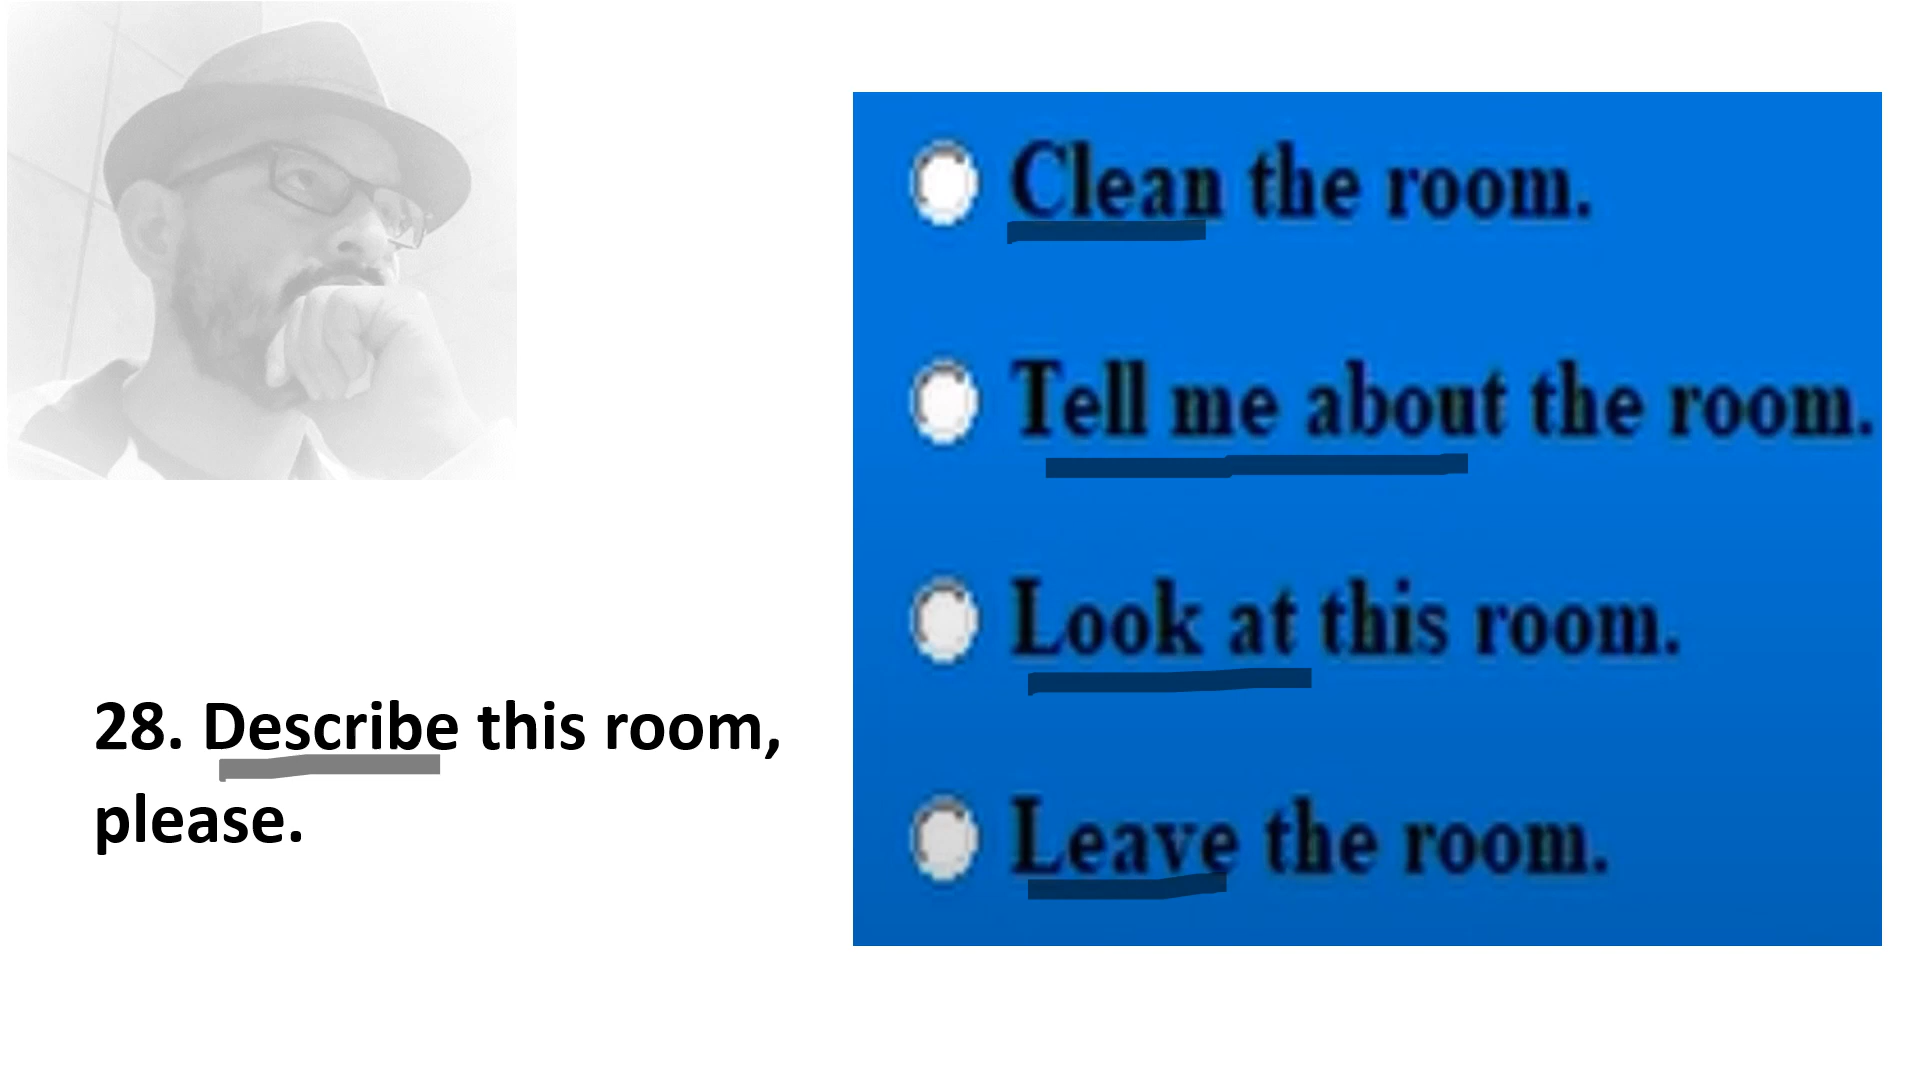 28. Describe this room,
please.
Clean the room.
Tell me about the room.
Look at this room.
Leave the room.